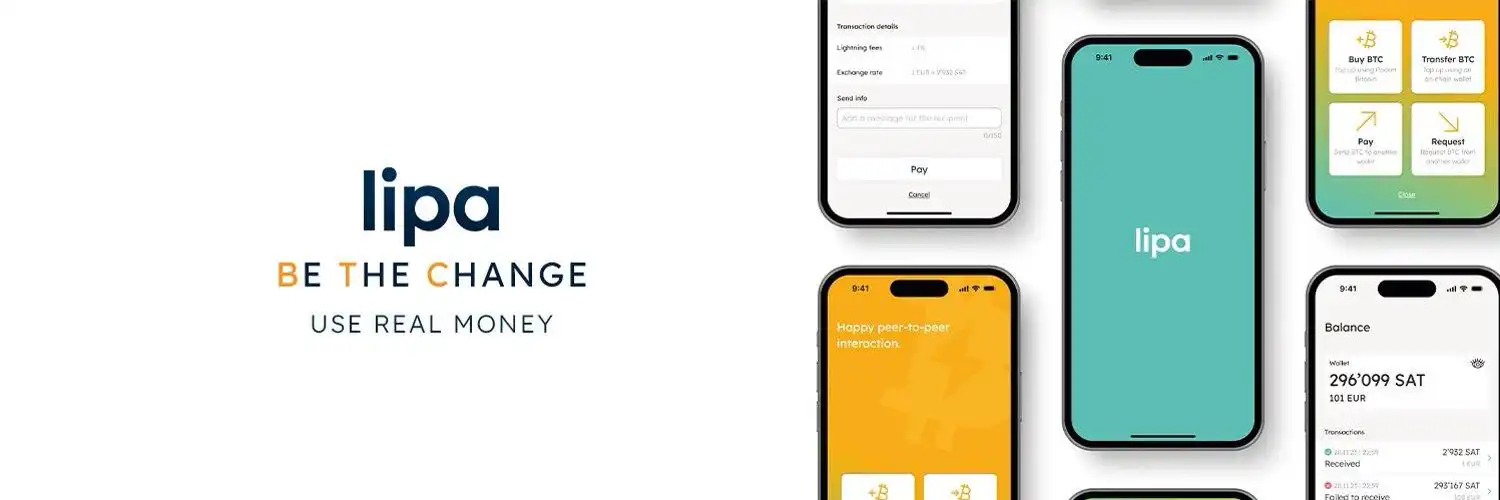 lipa
BE THE CHANGE
USE REAL MONEY
Transaction details
Lightning fees
Exchange rate 1 EUR = 2'932 SAT
Send info
Add a message for the recipient
0/150
Pay
Cancel
9:41
Happy peer-to-peer
interaction.
9:41
lipa
Buy BTC
Top up using Pocket
Bitcoin
Transfer BTC
Top up using an
on-chain wallet
Pay
Send BTC to another
wallet
Request
Request BTC from
another wallet
Close
9:41
Balance
Wallet
296'099 SAT
101 EUR
Transactions
2'932 SAT
Received
1 EUR
293'167 SAT
Failed to receive